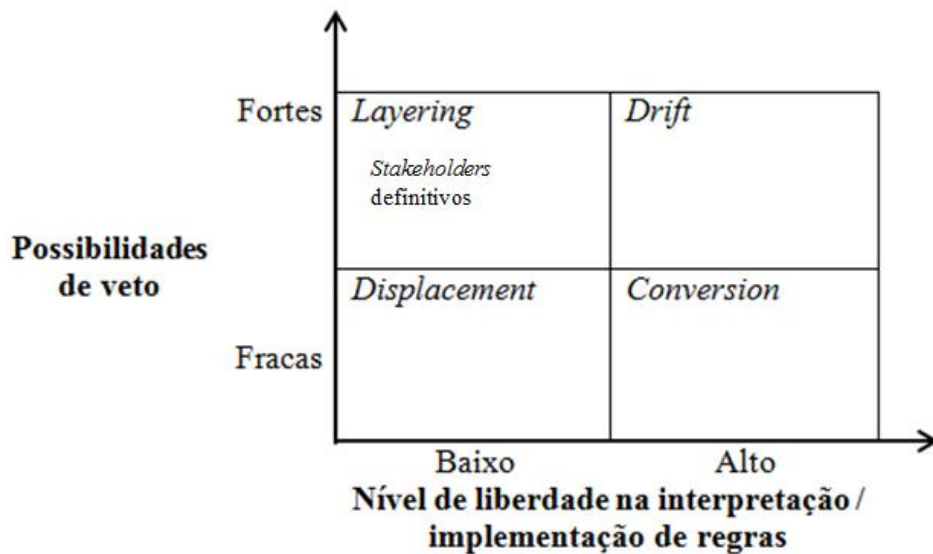 Fortes
Layering
Drift
Stakeholders
definitivos
Possibilidades
de veto
Displacement
Conversion
Fracas
Baixo
Alto
Nível de liberdade na interpretação /
implementação de regras